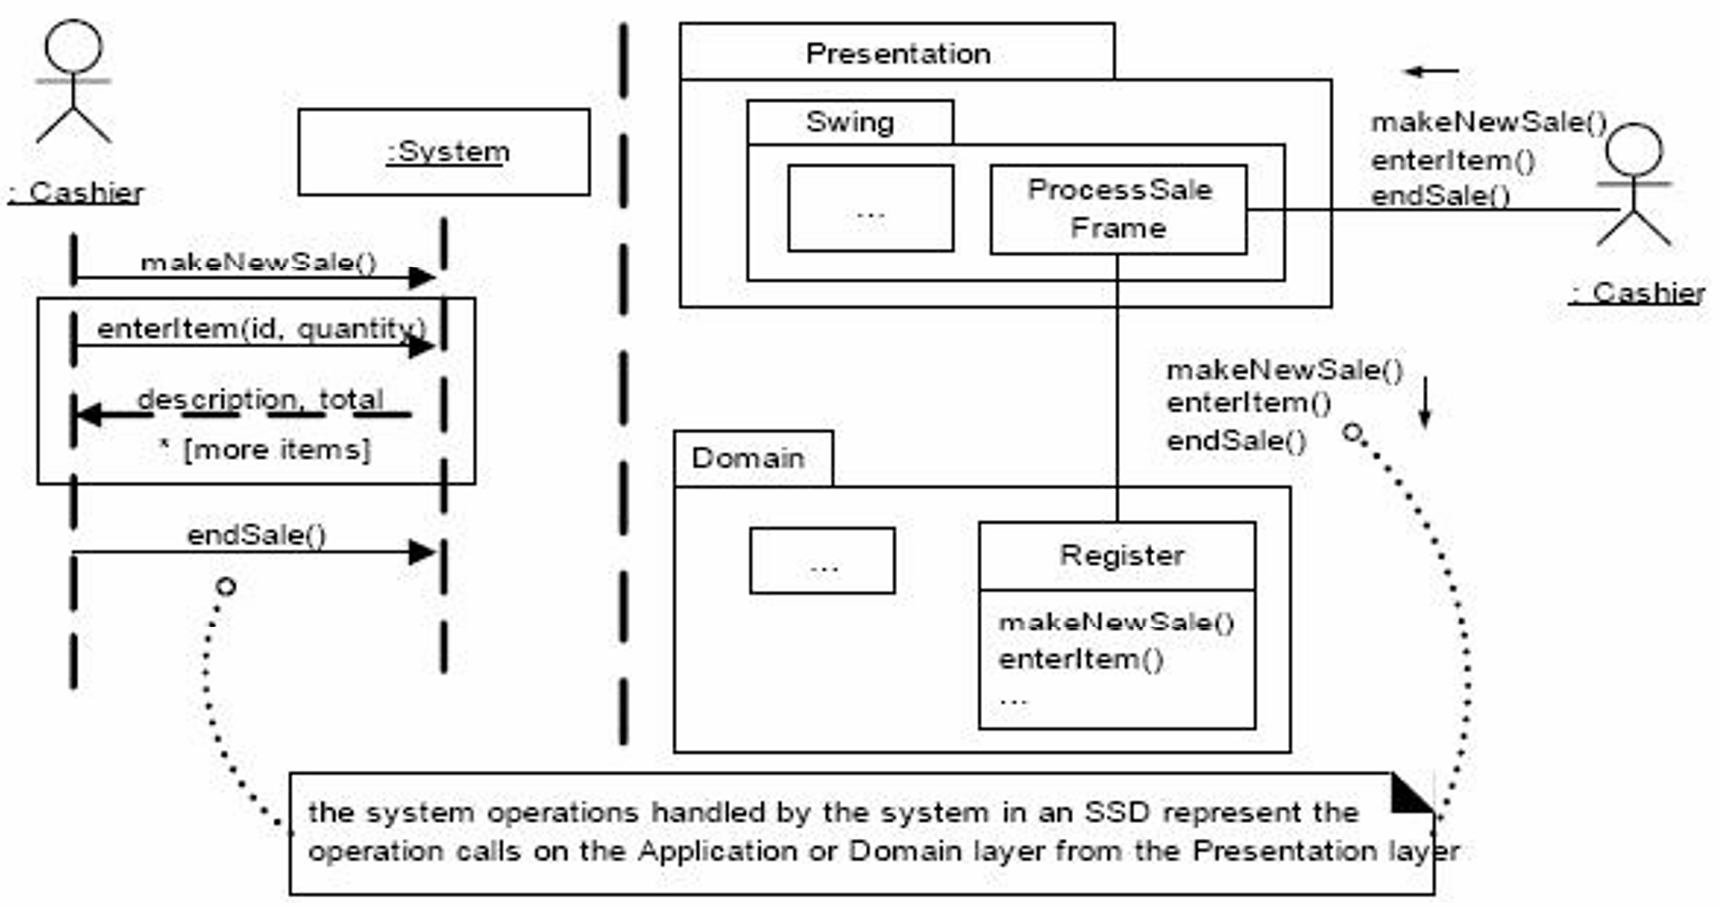 : Cashier
:System
makeNewSale()
enterItem(id, quantity)
description, total
* [more items]
endSale()
Presentation
Swing
...
ProcessSale
Frame
makeNewSale()
enterItem()
endSale()
: Cashier
makeNewSale()
enterItem()
endSale()
Domain
...
Register
makeNewSale()
enterItem()
...
the system operations handled by the system in an SSD represent the
operation calls on the Application or Domain layer from the Presentation layer